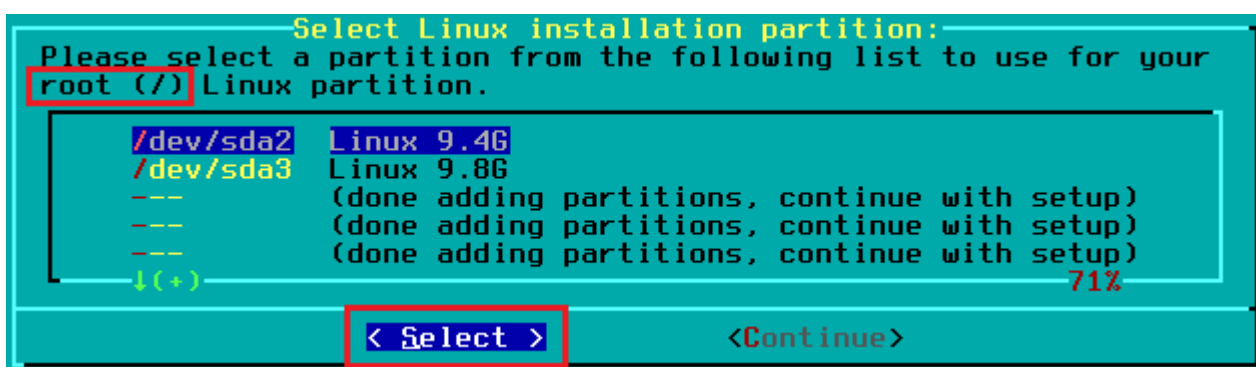 Select Linux installation partition:
Please select a partition from the following list to use for your
root (/) Linux partition.
/dev/sda2 Linux 9.4G
/dev/sda3 Linux 9.8G
--- (done adding partitions, continue with setup)
--- (done adding partitions, continue with setup)
--- (done adding partitions, continue with setup)
↓(+) 71%
< Select > <Continue>